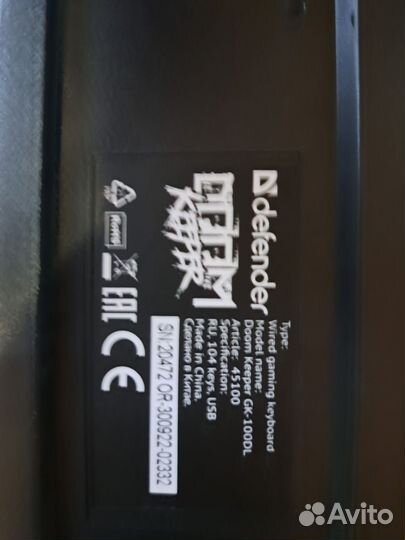 defender
DOOM
KEEPER
Type:
Wired gaming keyboard
Model name:
Doom Keeper GK-100DL
Article: 45100
Specification:
RU, 104 keys, USB
Made in China.
Сделано в Китае.
RoHS
EAC
CE
SN:20472 OR-300922-02332
Avito